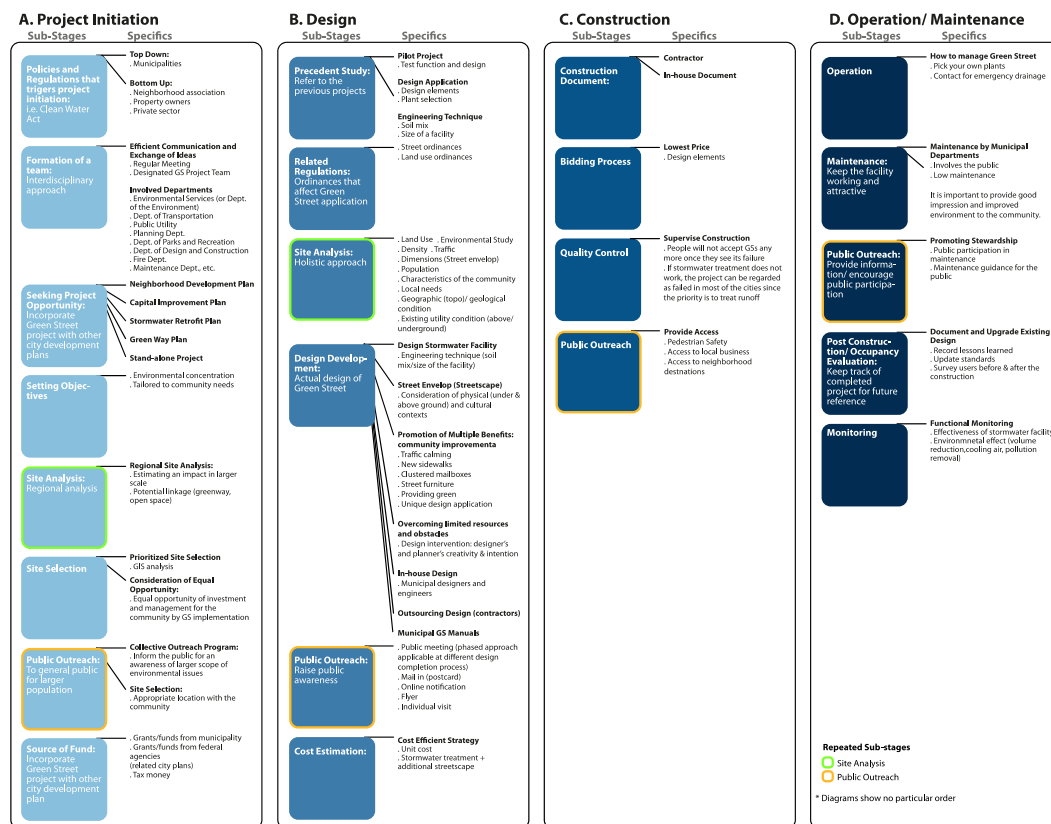 A. Project Initiation
Sub-Stages
Specifics
Policies and
Regulations that
trigers project
initiation:
i.e. Clean Water
Act
Top Down:
. Municipalities
Bottom Up:
. Neighborhood association
. Property owners
. Private sector
Formation of a
team:
Interdisciplinary
approach
Efficient Communication and
Exchange of Ideas
. Regular Meeting
. Designated GS Project Team
Involved Departments
. Environmental Services (or Dept.
of the Environment)
. Dept. of Transportation
. Public Utility
. Planning Dept.
. Dept. of Parks and Recreation
. Dept. of Design and Construction
. Fire Dept.
. Maintenance Dept., etc.
Seeking Project
Opportunity:
Incorporate
Green Street
project with other
city development
plans
Neighborhood Development Plan
Capital Improvement Plan
Stormwater Retrofit Plan
Green Way Plan
Stand-alone Project
Setting Objec-
tives
. Environmental concentration
. Tailored to community needs
Site Analysis:
Regional analysis
Regional Site Analysis:
. Estimating an impact in larger
scale
. Potential linkage (greenway,
open space)
Site Selection
Prioritized Site Selection
. GIS analysis
Consideration of Equal
Opportunity:
. Equal opportunity of investment
and management for the
community by GS implementation
Public Outreach:
To general public
for larger
population
Collective Outreach Program:
. Inform the public for an
awareness of larger scope of
environmental issues
Site Selection:
. Appropriate location with the
community
Source of Fund:
Incorporate
Green Street
project with other
city development
plan
. Grants/funds from municipality
. Grants/funds from federal
agencies
(related city plans)
. Tax money
B. Design
Sub-Stages
Specifics
Precedent Study:
Refer to the
previous projects
Pilot Project
. Test function and design
Design Application
. Design elements
. Plant selection
Engineering Technique
. Soil mix
. Size of a facility
Related
Regulations:
Ordinances that
affect Green
Street application
. Street ordinances
. Land use ordinances
Site Analysis:
Holistic approach
. Land Use . Environmental Study
. Density . Traffic
. Dimensions (Street envelop)
. Population
. Characteristics of the community
. Local needs
. Geographic (topo)/ geological
condition
. Existing utility condition (above/
underground)
Design Develop-
ment:
Actual design of
Green Street
Design Stormwater Facility
. Engineering technique (soil
mix/size of the facility)
Street Envelop (Streetscape)
. Consideration of physical (under &
above ground) and cultural
contexts
Promotion of Multiple Benefits:
community improvementa
. Traffic calming
. New sidewalks
. Clustered mailboxes
. Street furniture
. Providing green
. Unique design application
Overcoming limited resources
and obstacles
. Design intervention: designer's
and planner's creativity & intention
In-house Design
. Municipal designers and
engineers
Outsourcing Design (contractors)
Municipal GS Manuals
Public Outreach:
Raise public
awareness
. Public meeting (phased approach
applicable at different design
completion process)
. Mail in (postcard)
. Online notification
. Flyer
. Individual visit
Cost Estimation:
Cost Efficient Strategy
. Unit cost
. Stormwater treatment +
additional streetscape
C. Construction
Sub-Stages
Specifics
Construction
Document:
Contractor
In-house Document
Bidding Process
Lowest Price
. Design elements
Quality Control
Supervise Construction
. People will not accept GSs any
more once they see its failure
. If stormwater treatment does not
work, the project can be regarded
as failed in most of the cities since
the priority is to treat runoff
Public Outreach
Provide Access
. Pedestrian Safety
. Access to local business
. Access to neighborhood
destnations
D. Operation/ Maintenance
Sub-Stages
Specifics
Operation
How to manage Green Street
. Pick your own plants
. Contact for emergency drainage
Maintenance:
Keep the facility
working and
attractive
Maintenance by Municipal
Departments
. Involves the public
. Low maintenance
It is important to provide good
impression and improved
environment to the community.
Public Outreach:
Provide informa-
tion/ encourage
public participa-
tion
Promoting Stewardship
. Public participation in
maintenance
. Maintenance guidance for
the public
Post Construc-
tion/ Occupancy
Evaluation:
Keep track of
completed
project for future
reference
Document and Upgrade Existing
Design
. Record lessons learned
. Update standards
. Survey users before & after the
construction
Monitoring
Functional Monitoring
. Effectiveness of stormwater facility
. Environmnetal effect (volume
reduction,cooling air, pollution
removal)
Repeated Sub-stages
Site Analysis
Public Outreach
* Diagrams show no particular order